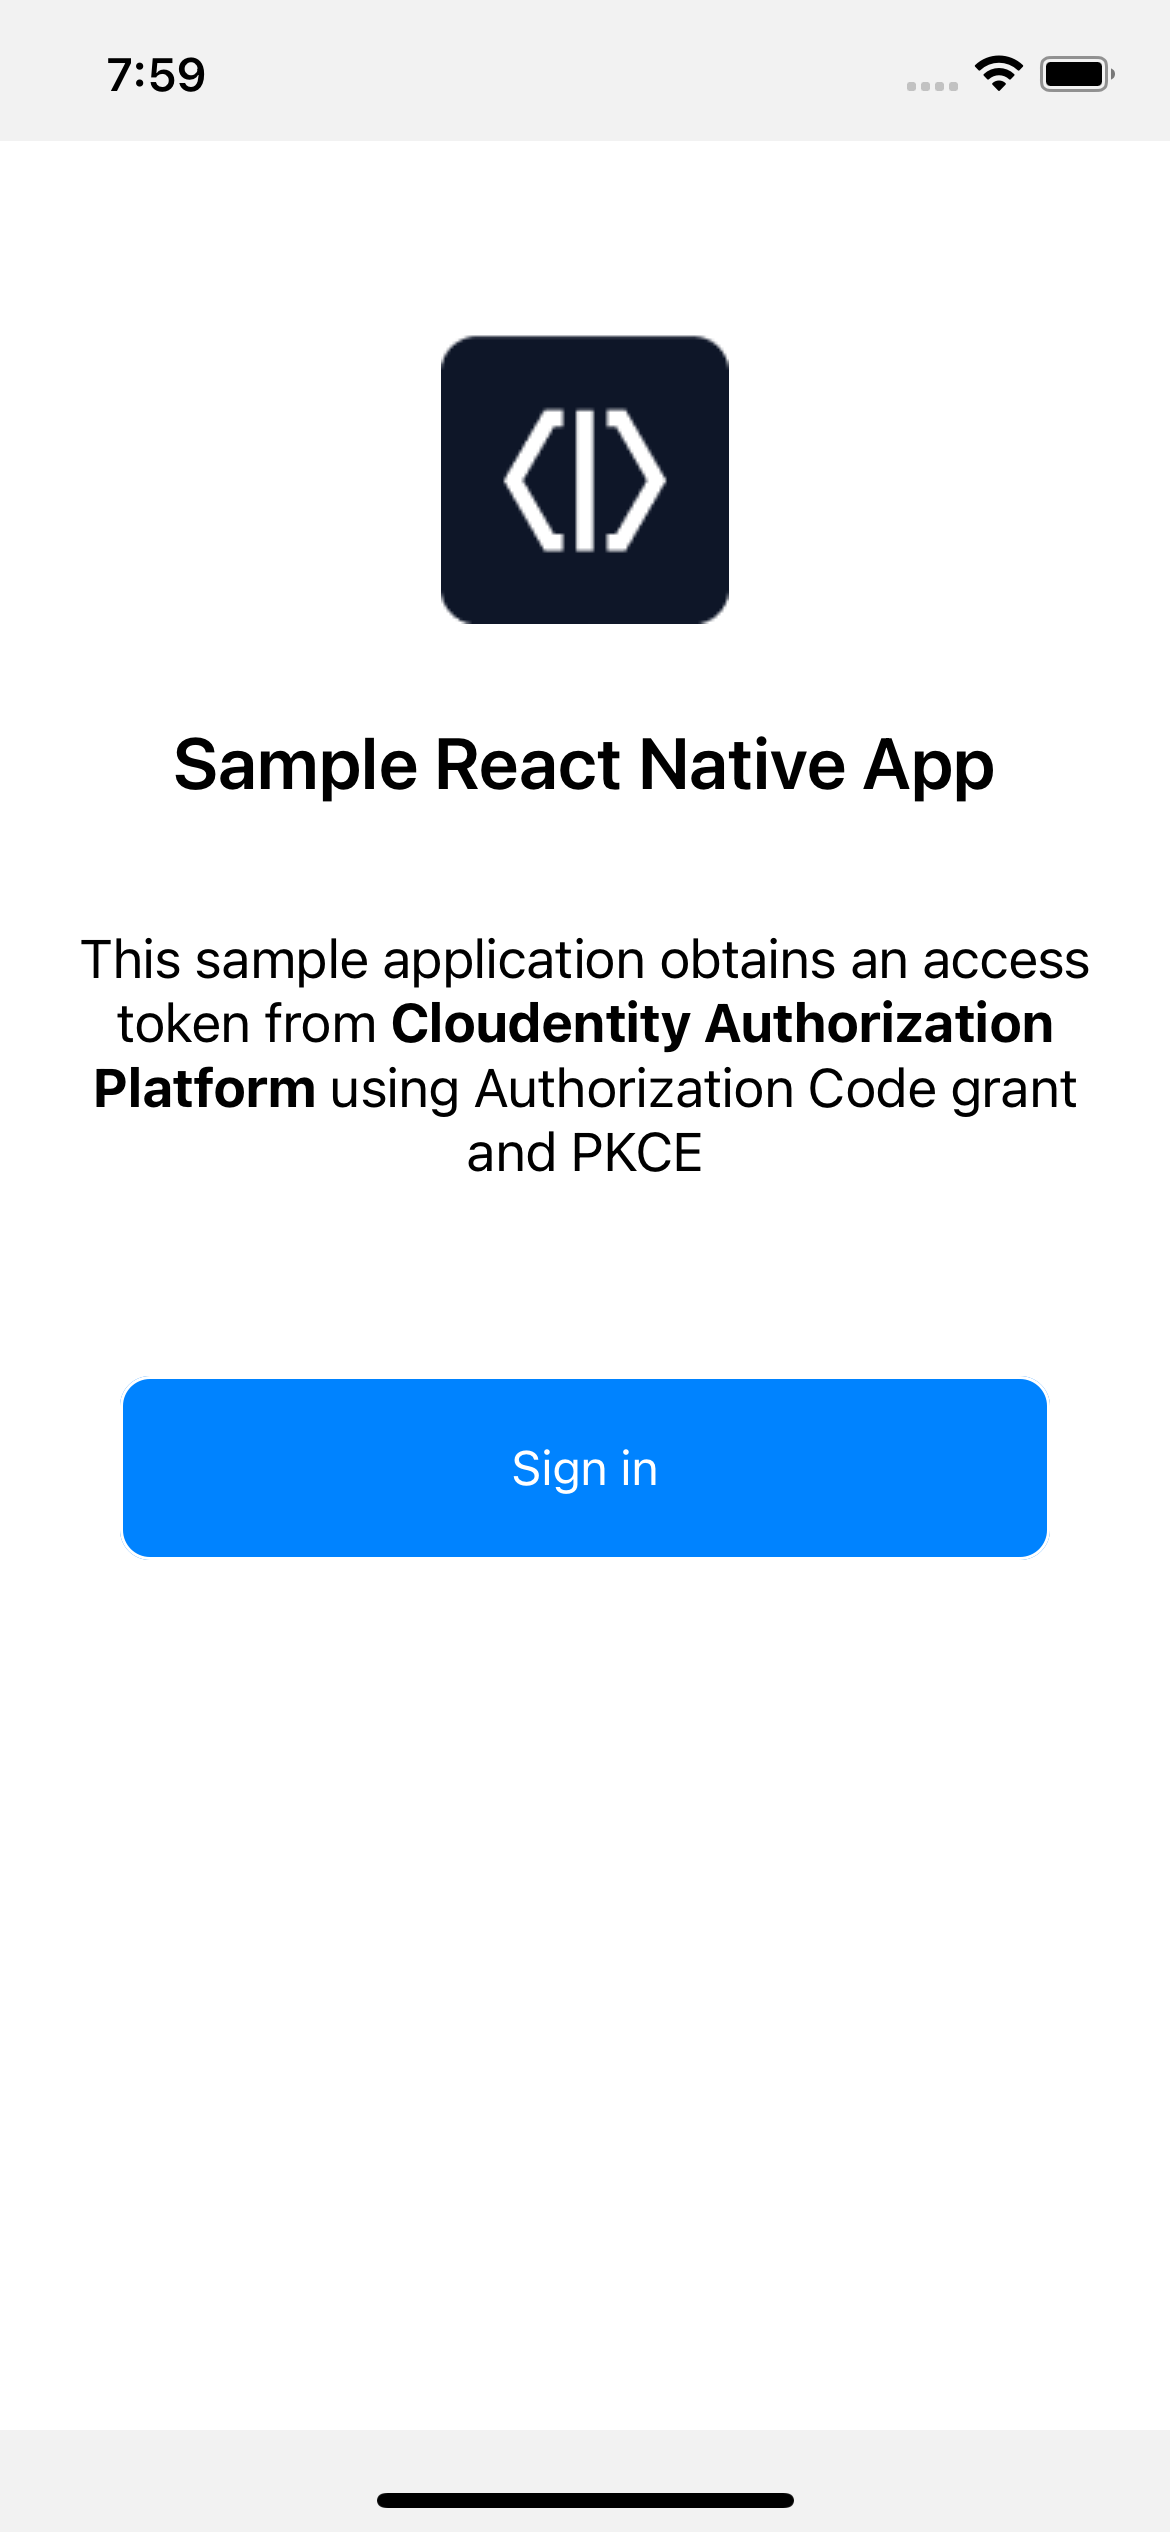 7:59
Sample React Native App
This sample application obtains an access
token from Cloudentity Authorization
Platform using Authorization Code grant
and PKCE
Sign in